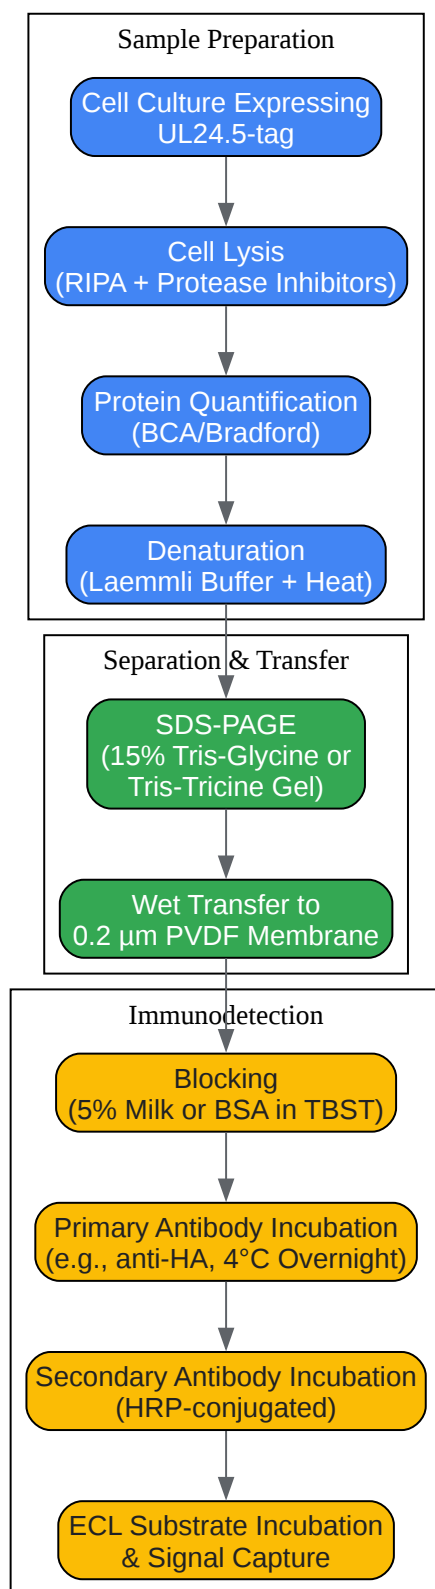 Sample Preparation
Cell Culture Expressing
UL24.5-tag
Cell Lysis
(RIPA + Protease Inhibitors)
Protein Quantification
(BCA/Bradford)
Denaturation
(Laemmli Buffer + Heat)
Separation & Transfer
SDS-PAGE
(15% Tris-Glycine or
Tris-Tricine Gel)
Wet Transfer to
0.2 µm PVDF Membrane
Immunodetection
Blocking
(5% Milk or BSA in TBST)
Primary Antibody Incubation
(e.g., anti-HA, 4°C Overnight)
Secondary Antibody Incubation
(HRP-conjugated)
ECL Substrate Incubation
& Signal Capture